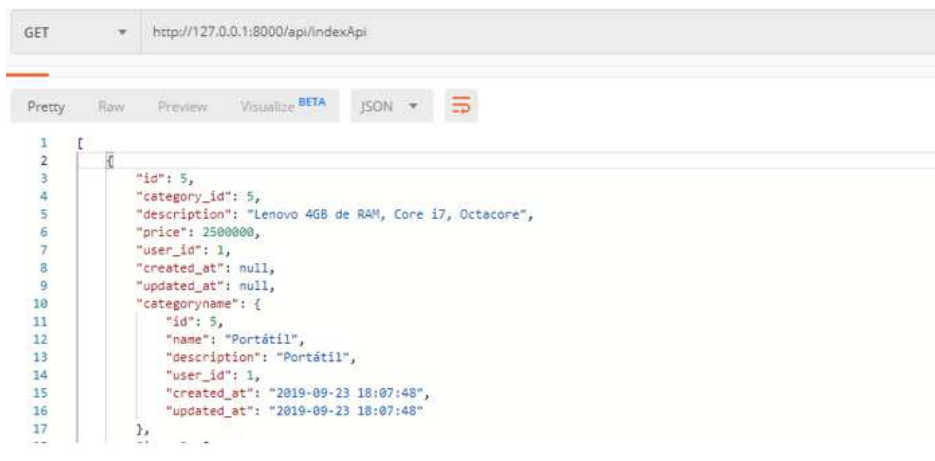 GET http://127.0.0.1:8000/api/indexApi
Pretty Raw Preview Visualize BETA JSON
1 [
2 {
3 "id": 5,
4 "category_id": 5,
5 "description": "Lenovo 4GB de RAM, Core i7, Octacore",
6 "price": 2500000,
7 "user_id": 1,
8 "created_at": null,
9 "updated_at": null,
10 "categoryname": {
11 "id": 5,
12 "name": "Portátil",
13 "description": "Portátil",
14 "user_id": 1,
15 "created_at": "2019-09-23 18:07:48",
16 "updated_at": "2019-09-23 18:07:48"
17 },